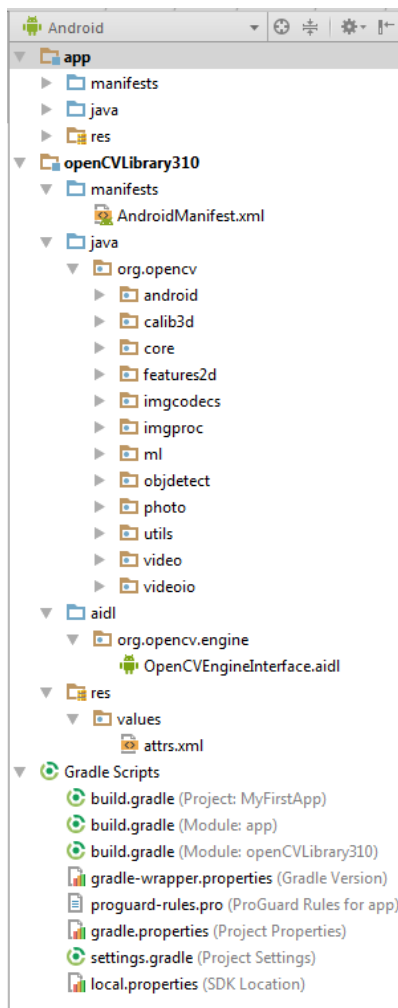 Android
app
manifests
java
res
openCVLibrary310
manifests
AndroidManifest.xml
java
org.opencv
android
calib3d
core
features2d
imgcodecs
imgproc
ml
objdetect
photo
utils
video
videoio
aidl
org.opencv.engine
OpenCVEngineInterface.aidl
res
values
attrs.xml
Gradle Scripts
build.gradle (Project: MyFirstApp)
build.gradle (Module: app)
build.gradle (Module: openCVLibrary310)
gradle-wrapper.properties (Gradle Version)
proguard-rules.pro (ProGuard Rules for app)
gradle.properties (Project Properties)
settings.gradle (Project Settings)
local.properties (SDK Location)